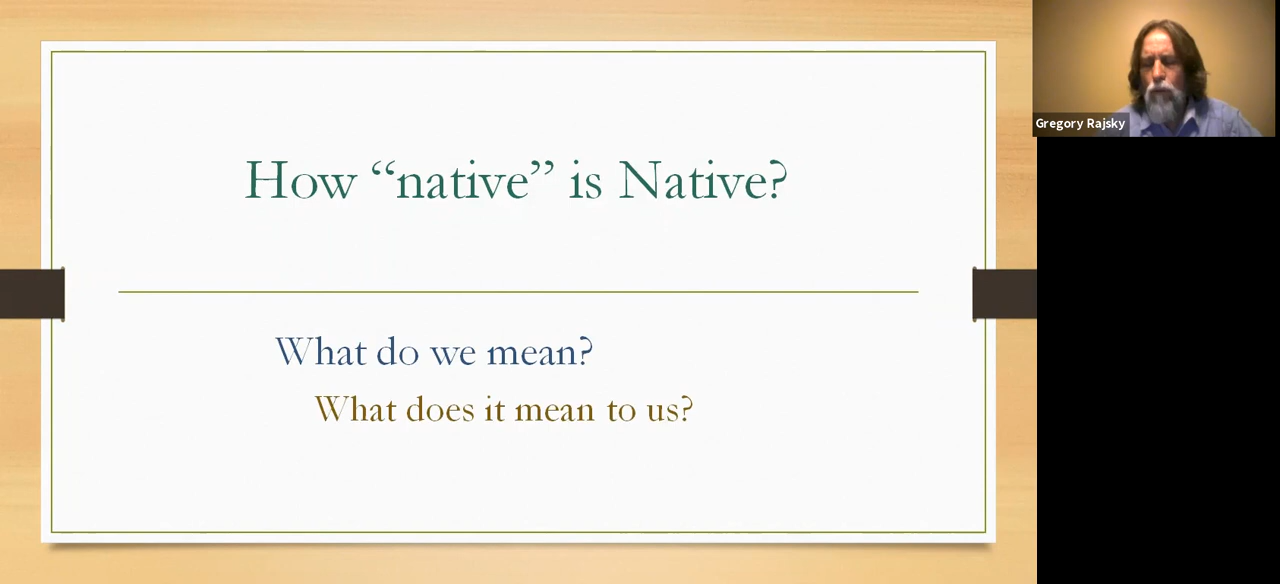 How “native” is Native?
What do we mean?
What does it mean to us?
Gregory Rajsky